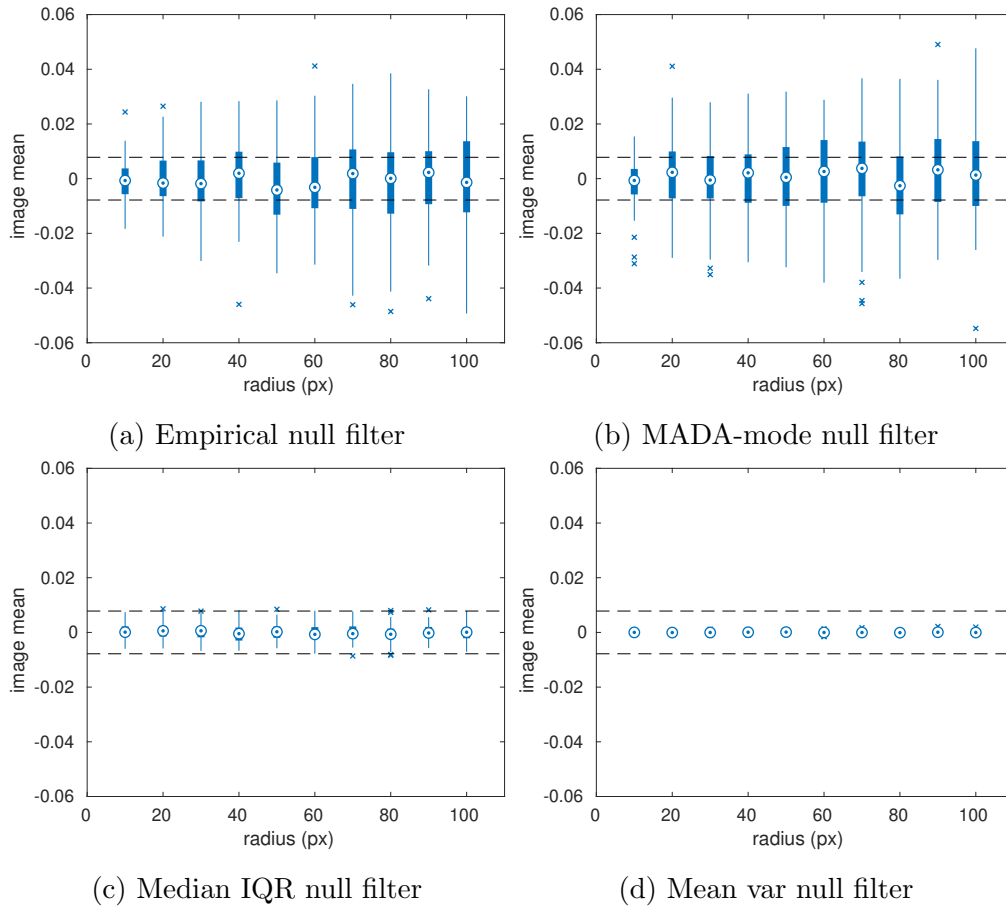 0.06
0.04
0.02
0
-0.02
-0.04
-0.06
image mean
0 20 40 60 80 100
radius (px)
(a) Empirical null filter
0.06
0.04
0.02
0
-0.02
-0.04
-0.06
image mean
0 20 40 60 80 100
radius (px)
(b) MADA-mode null filter
0.06
0.04
0.02
0
-0.02
-0.04
-0.06
image mean
0 20 40 60 80 100
radius (px)
(c) Median IQR null filter
0.06
0.04
0.02
0
-0.02
-0.04
-0.06
image mean
0 20 40 60 80 100
radius (px)
(d) Mean var null filter